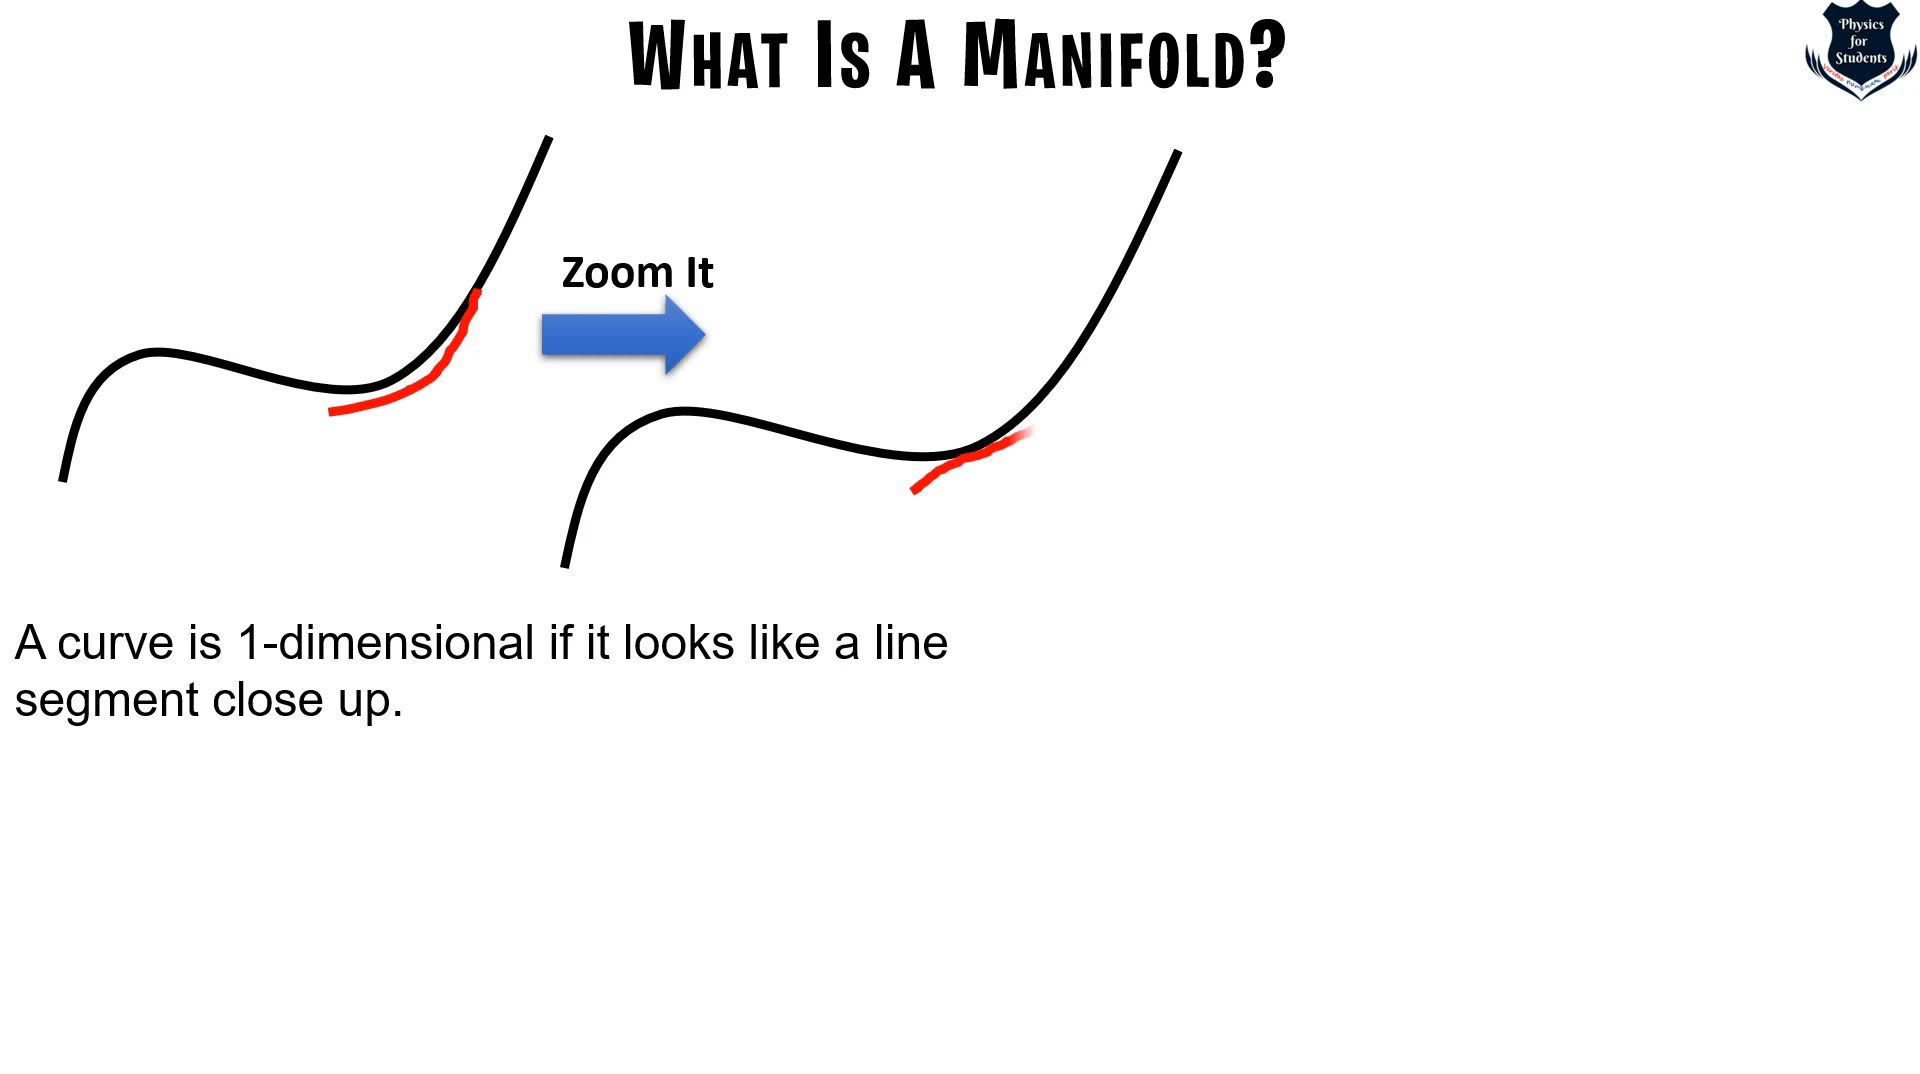 What Is A Manifold?
Physics
for
Students
Zoom It
A curve is 1-dimensional if it looks like a line
segment close up.